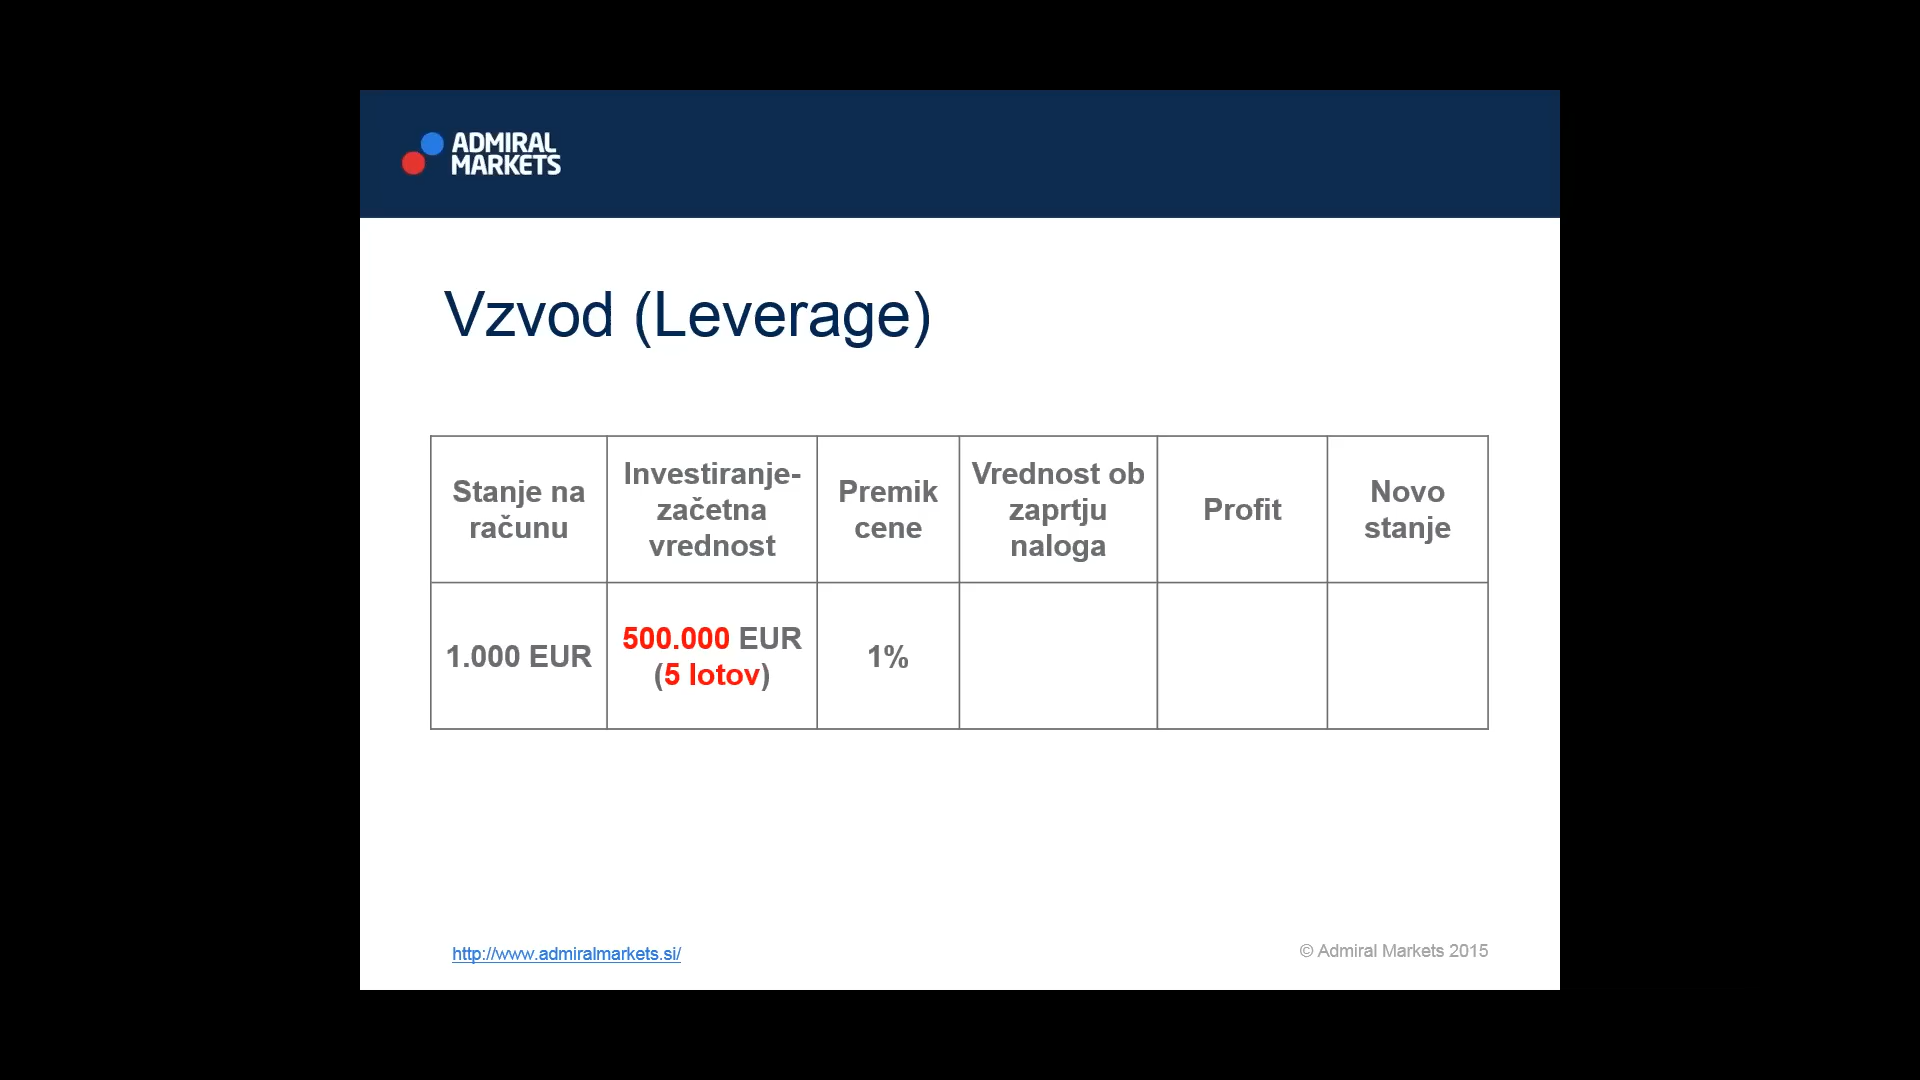 ADMIRAL
MARKETS
Vzvod (Leverage)
Stanje na
računu
Investiranje-
začetna
vrednost
Premik
cene
Vrednost ob
zaprtju
naloga
Profit
Novo
stanje
1.000 EUR
500.000 EUR
(5 lotov)
1%
http://www.admiralmarkets.si/
© Admiral Markets 2015